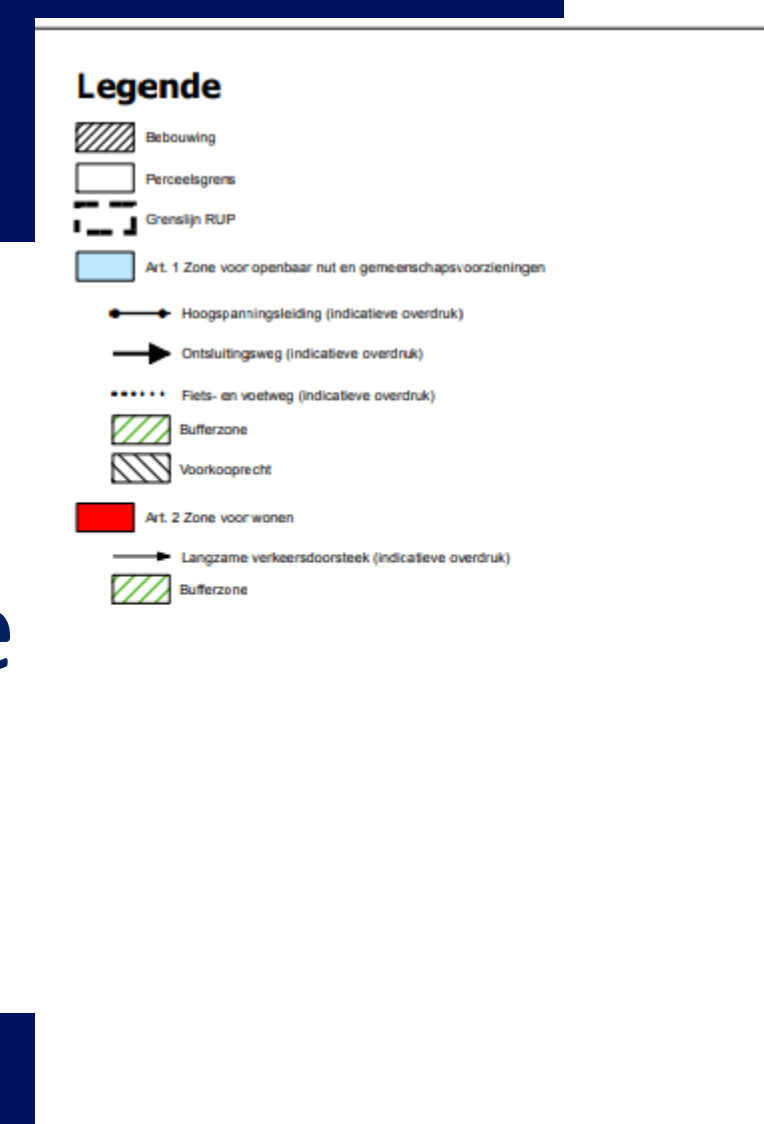 Legende
Bebouwing
Perceelsgrens
Grenslijn RUP
Art. 1 Zone voor openbaar nut en gemeenschapsvoorzieningen
Hoogspanningsleiding (indicatieve overdruk)
Ontsluitingsweg (indicatieve overdruk)
Fiets- en voetweg (indicatieve overdruk)
Bufferzone
Voorkooprecht
Art. 2 Zone voor wonen
Langzame verkeersdoorsteek (indicatieve overdruk)
Bufferzone
e